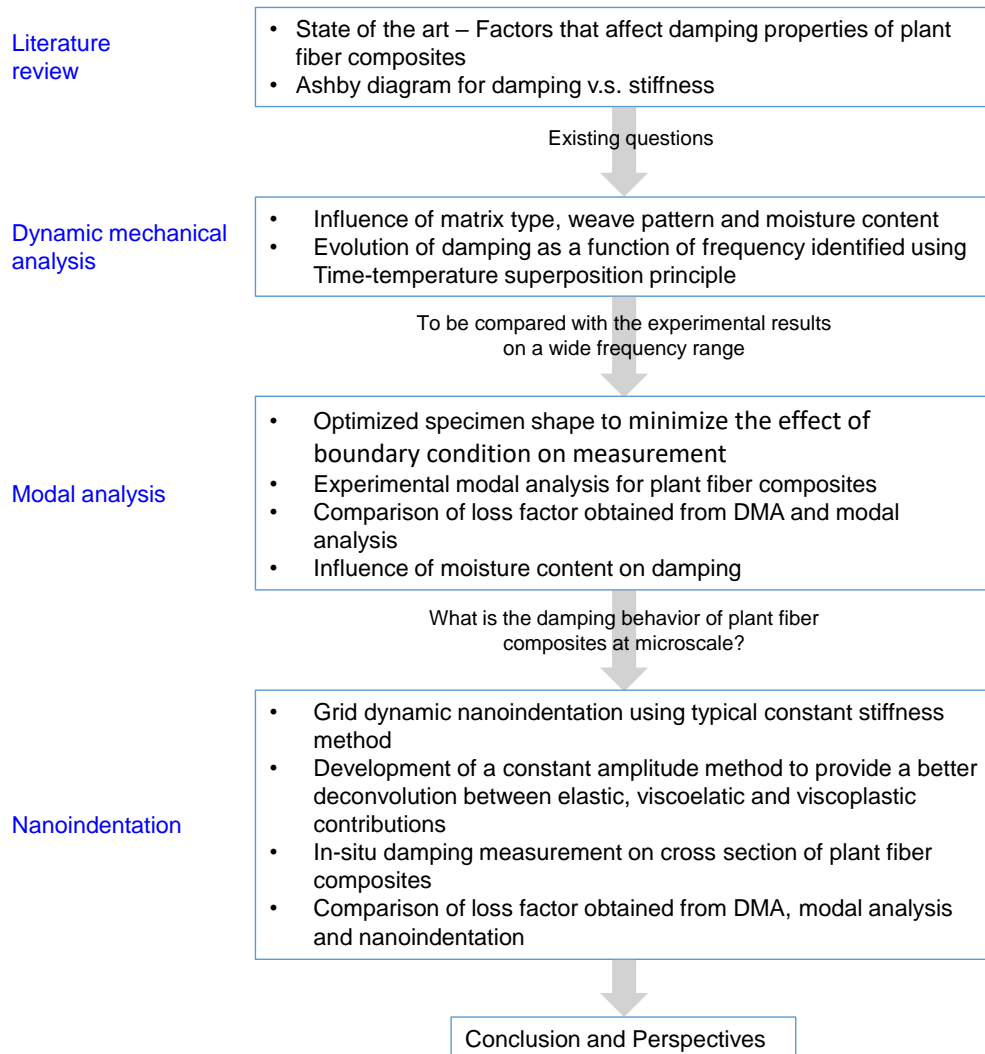 Literature
review
• State of the art – Factors that affect damping properties of plant
fiber composites
• Ashby diagram for damping v.s. stiffness
Existing questions
Dynamic mechanical
analysis
• Influence of matrix type, weave pattern and moisture content
• Evolution of damping as a function of frequency identified using
Time-temperature superposition principle
To be compared with the experimental results
on a wide frequency range
Modal analysis
• Optimized specimen shape to minimize the effect of
boundary condition on measurement
• Experimental modal analysis for plant fiber composites
• Comparison of loss factor obtained from DMA and modal
analysis
• Influence of moisture content on damping
What is the damping behavior of plant fiber
composites at microscale?
Nanoindentation
• Grid dynamic nanoindentation using typical constant stiffness
method
• Development of a constant amplitude method to provide a better
deconvolution between elastic, viscoelatic and viscoplastic
contributions
• In-situ damping measurement on cross section of plant fiber
composites
• Comparison of loss factor obtained from DMA, modal analysis
and nanoindentation
Conclusion and Perspectives